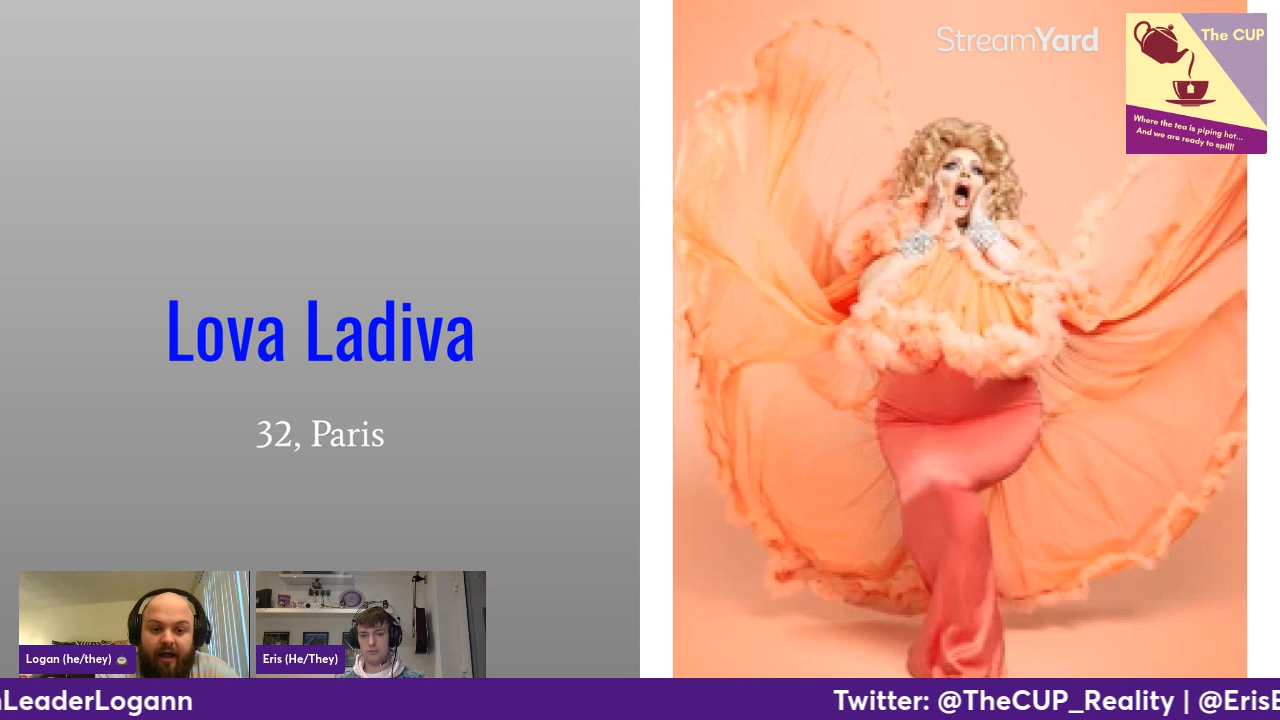 StreamYard
The CUP
Where the tea is piping hot...
And we are ready to spill!
Lova Ladiva
32, Paris
Logan (he/they)
Eris (He/They)
LeaderLogann
Twitter: @TheCUP_Reality | @Eris